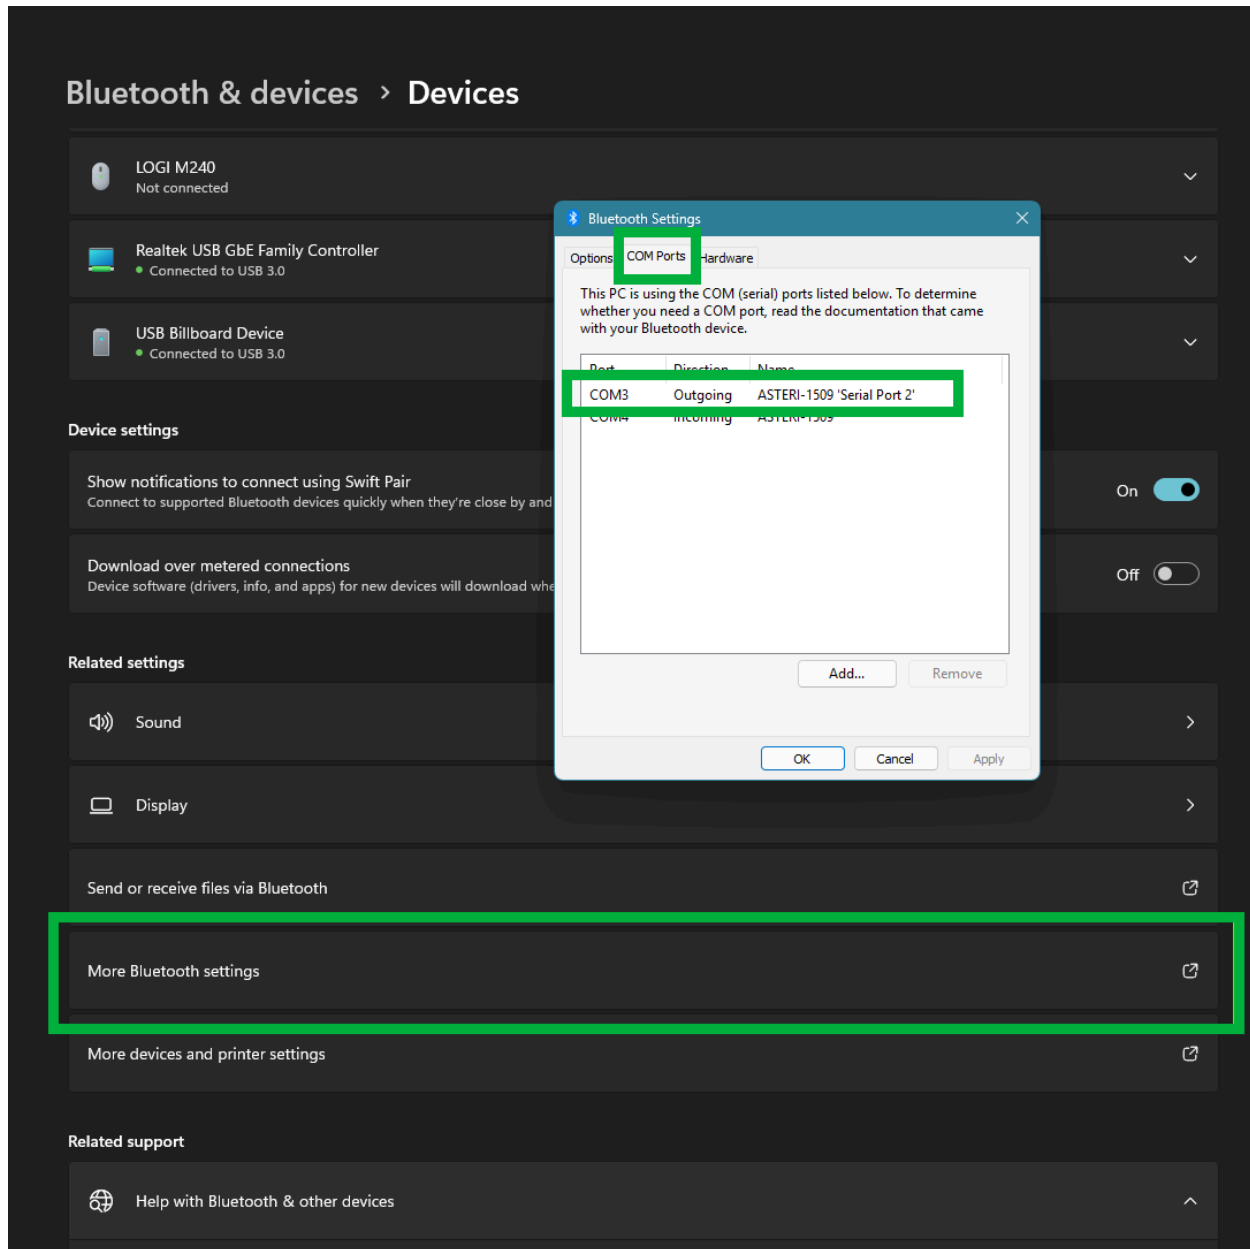 Bluetooth & devices > Devices
LOGI M240
Not connected
Realtek USB GbE Family Controller
Connected to USB 3.0
USB Billboard Device
Connected to USB 3.0
Device settings
Show notifications to connect using Swift Pair
Connect to supported Bluetooth devices quickly when they're close by and
On
Download over metered connections
Device software (drivers, info, and apps) for new devices will download whe
Off
Related settings
Sound
Display
Send or receive files via Bluetooth
More Bluetooth settings
More devices and printer settings
Related support
Help with Bluetooth & other devices
Bluetooth Settings
Options COM Ports Hardware
This PC is using the COM (serial) ports listed below. To determine
whether you need a COM port, read the documentation that came
with your Bluetooth device.
Port Direction Name
COM3 Outgoing ASTERI-1509 'Serial Port 2'
COM4 Incoming ASTERI-1509
Add... Remove
OK Cancel Apply